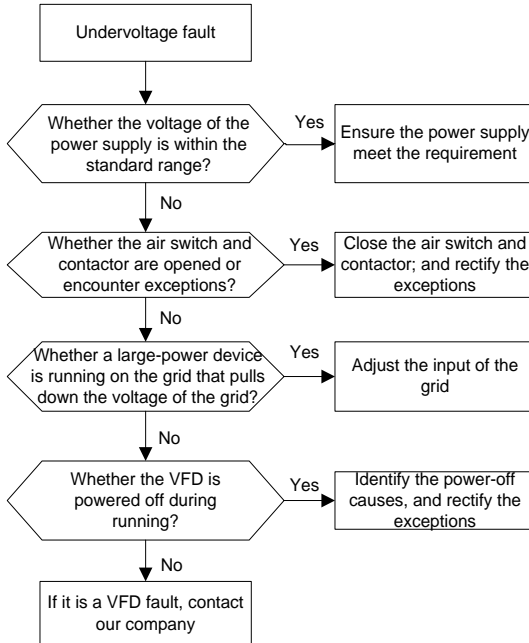 Undervoltage fault
Whether the voltage of the
power supply is within the
standard range?
Yes
Ensure the power supply
meet the requirement
No
Whether the air switch and
contactor are opened or
encounter exceptions?
Yes
Close the air switch and
contactor; and rectify the
exceptions
No
Whether a large-power device
is running on the grid that pulls
down the voltage of the grid?
Yes
Adjust the input of the
grid
No
Whether the VFD is
powered off during
running?
Yes
Identify the power-off
causes, and rectify the
exceptions
No
If it is a VFD fault, contact
our company